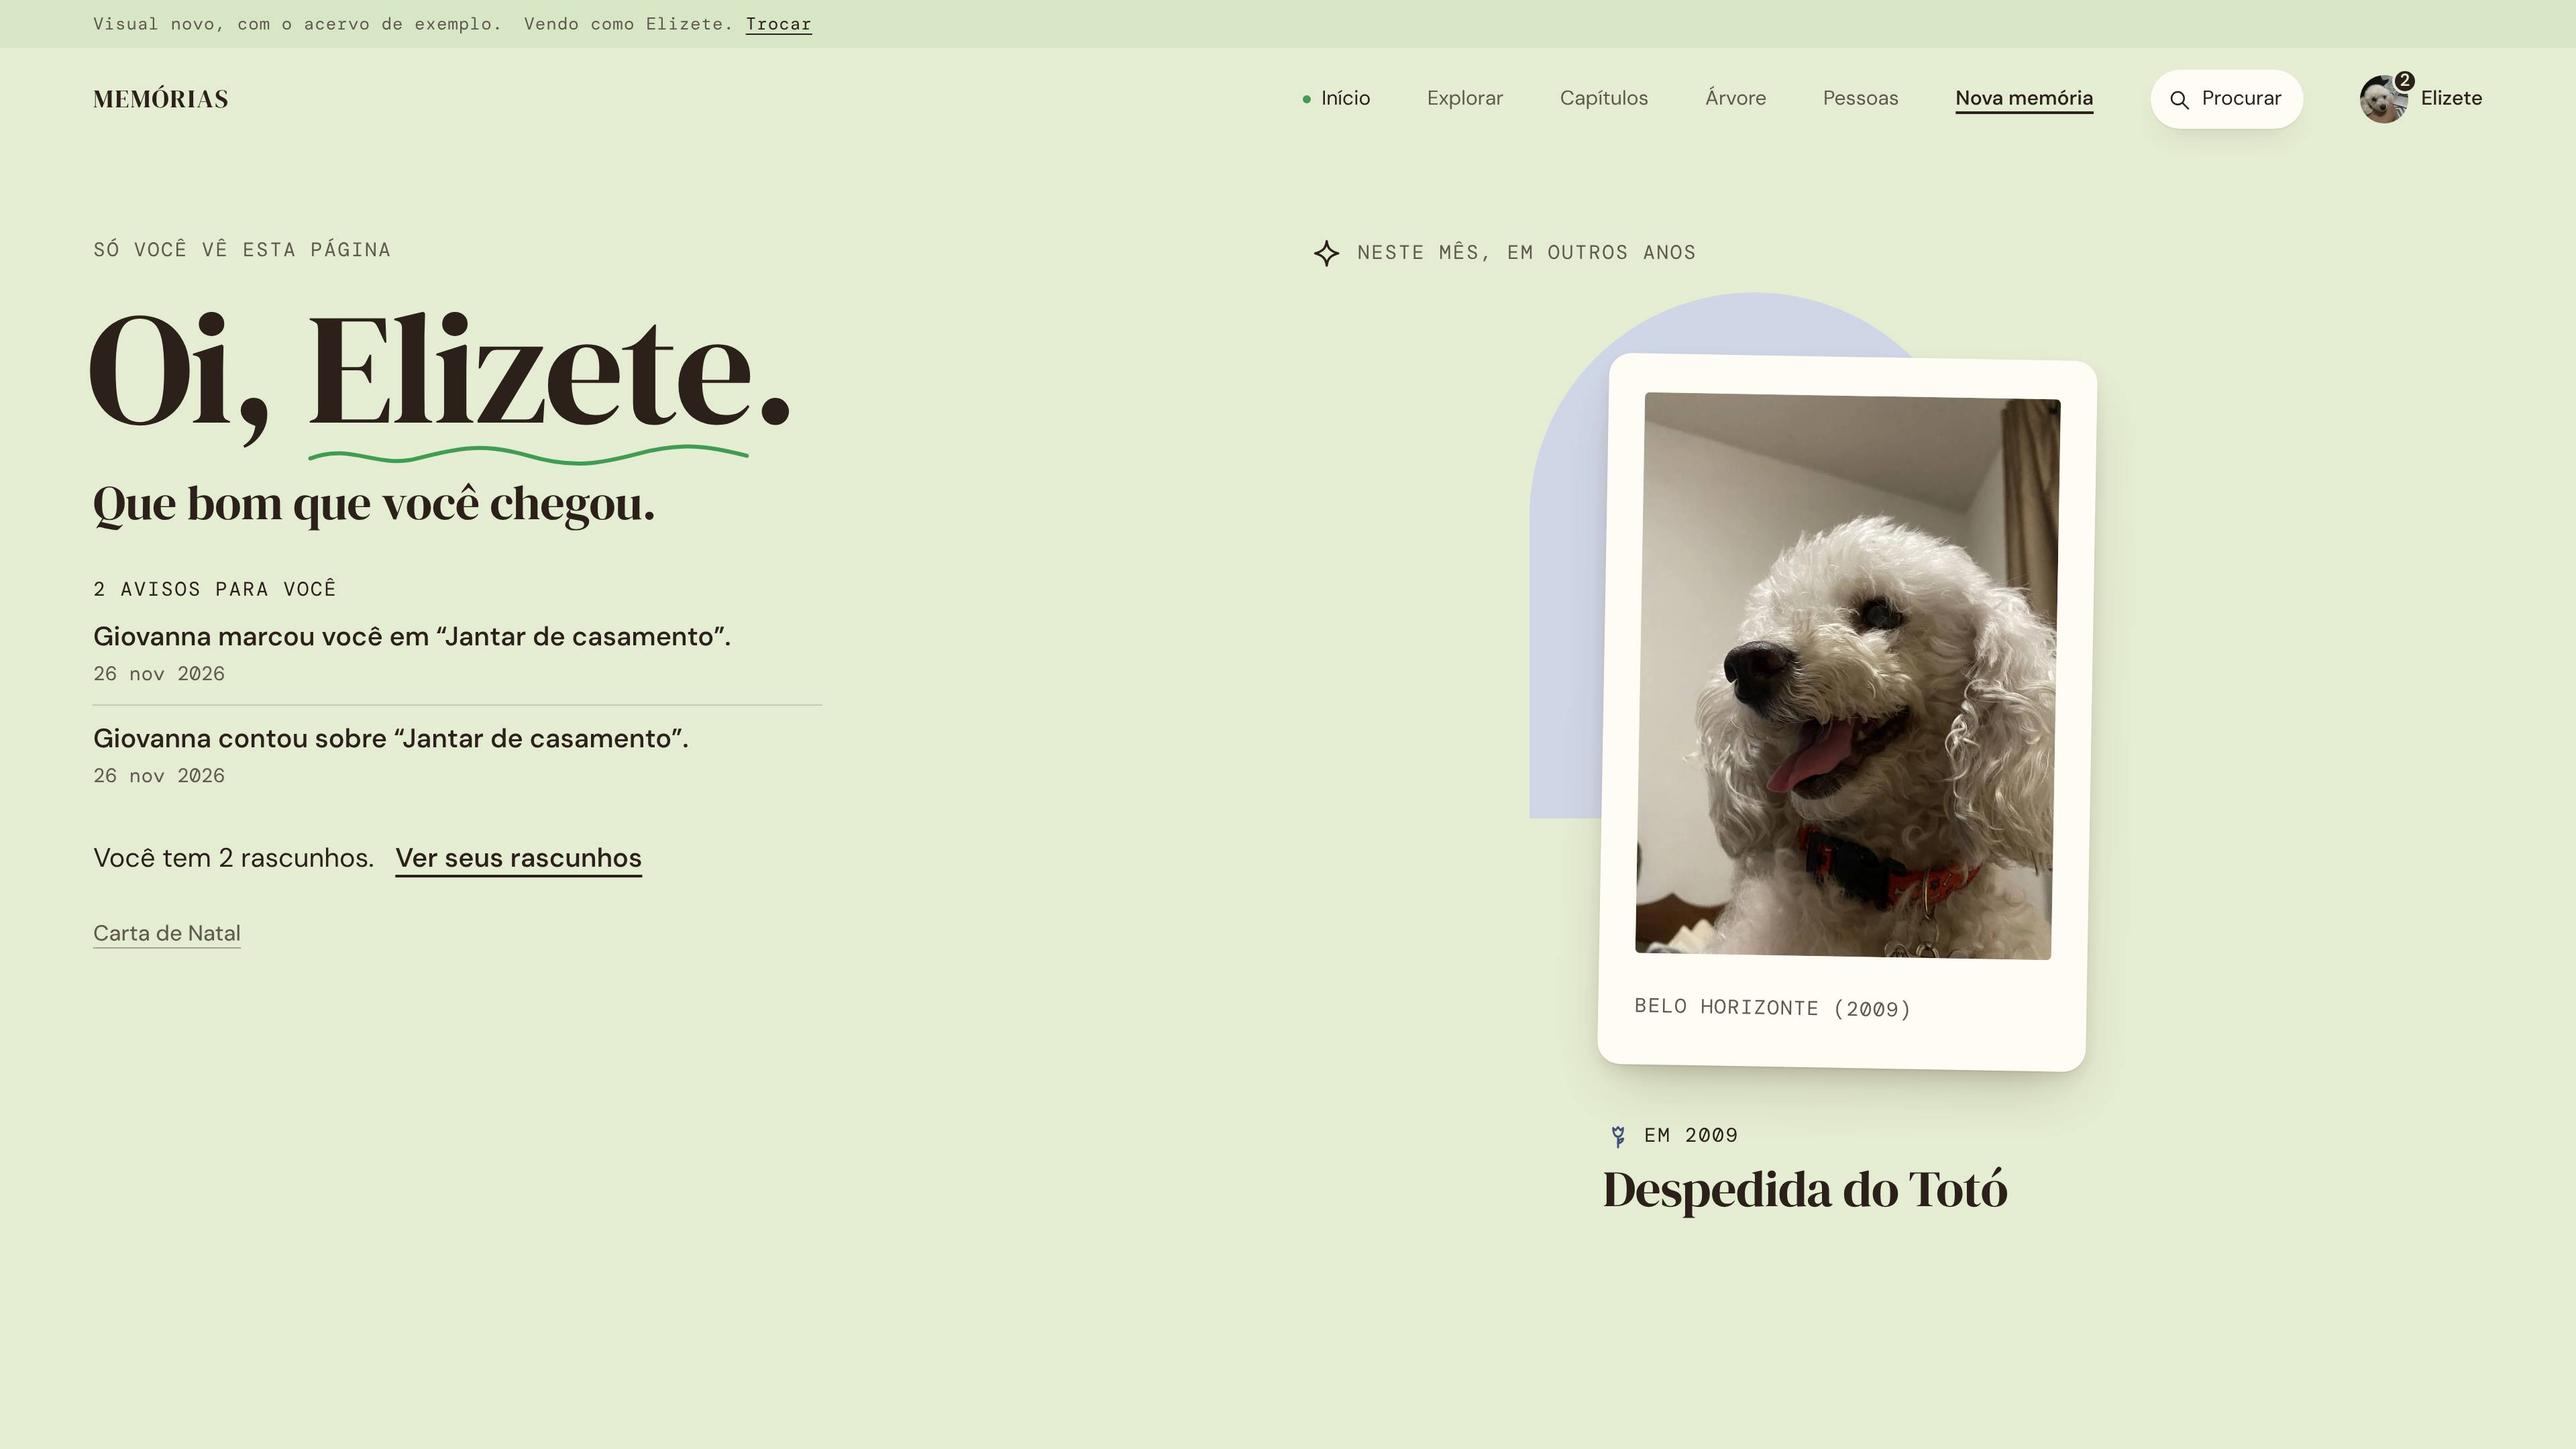 Visual novo, com o acervo de exemplo. Vendo como Elizete. Trocar
MEMÓRIAS
Início
Explorar
Capítulos
Árvore
Pessoas
Nova memória
Procurar
2
Elizete
SÓ VOCÊ VÊ ESTA PÁGINA
Oi, Elizete.
Que bom que você chegou.
2 AVISOS PARA VOCÊ
Giovanna marcou você em “Jantar de casamento”.
26 nov 2026
Giovanna contou sobre “Jantar de casamento”.
26 nov 2026
Você tem 2 rascunhos. Ver seus rascunhos
Carta de Natal
NESTE MÊS, EM OUTROS ANOS
BELO HORIZONTE (2009)
EM 2009
Despedida do Totó